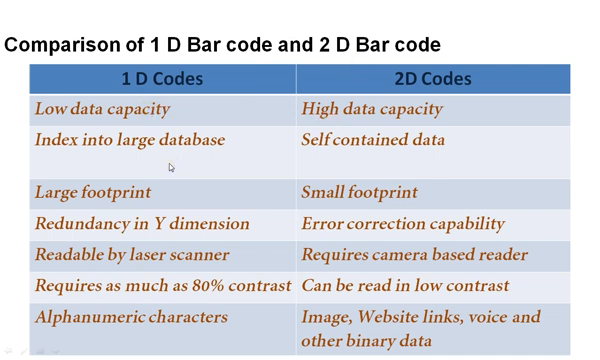 Comparison of 1 D Bar code and 2 D Bar code
1 D Codes 2D Codes
Low data capacity High data capacity
Index into large database Self contained data
Large footprint Small footprint
Redundancy in Y dimension Error correction capability
Readable by laser scanner Requires camera based reader
Requires as much as 80% contrast Can be read in low contrast
Alphanumeric characters Image, Website links, voice and
other binary data